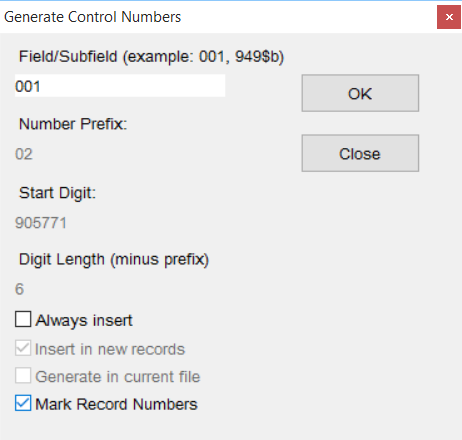 Generate Control Numbers
Field/Subfield (example: 001, 949$b)
001
OK
Number Prefix:
02
Close
Start Digit:
905771
Digit Length (minus prefix)
6
Always insert
Insert in new records
Generate in current file
Mark Record Numbers